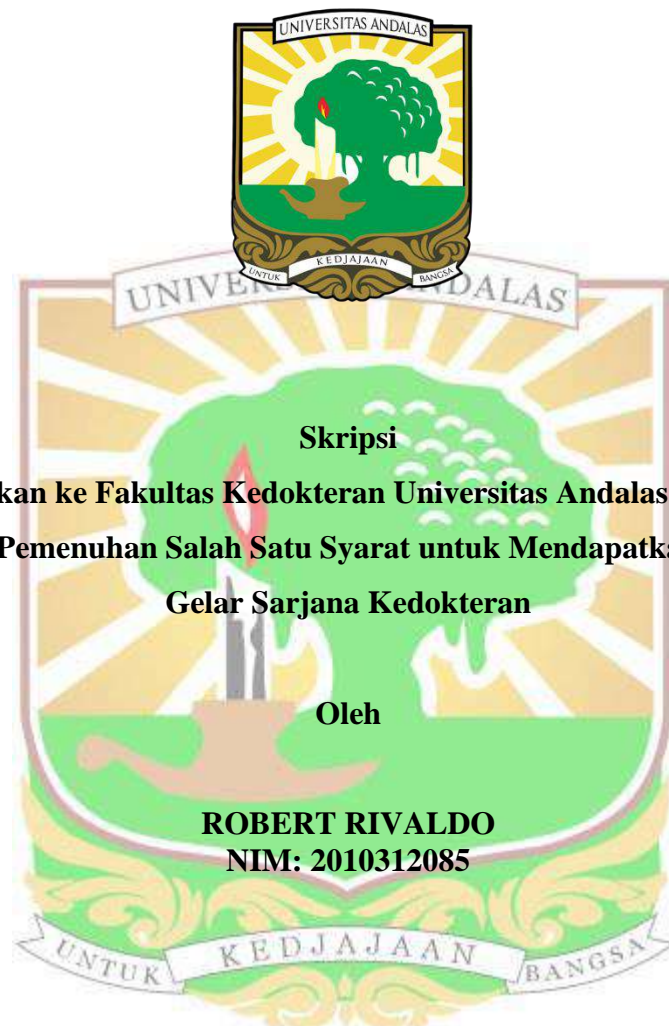 UNIVERSITAS ANDALAS
UNTUK KEDJAJAAN BANGSA
Skripsi
kan ke Fakultas Kedokteran Universitas Andalas
Pemenuhan Salah Satu Syarat untuk Mendapatka
Gelar Sarjana Kedokteran
Oleh
ROBERT RIVALDO
NIM: 2010312085
UNTUK KEDJAJAAN BANGSA